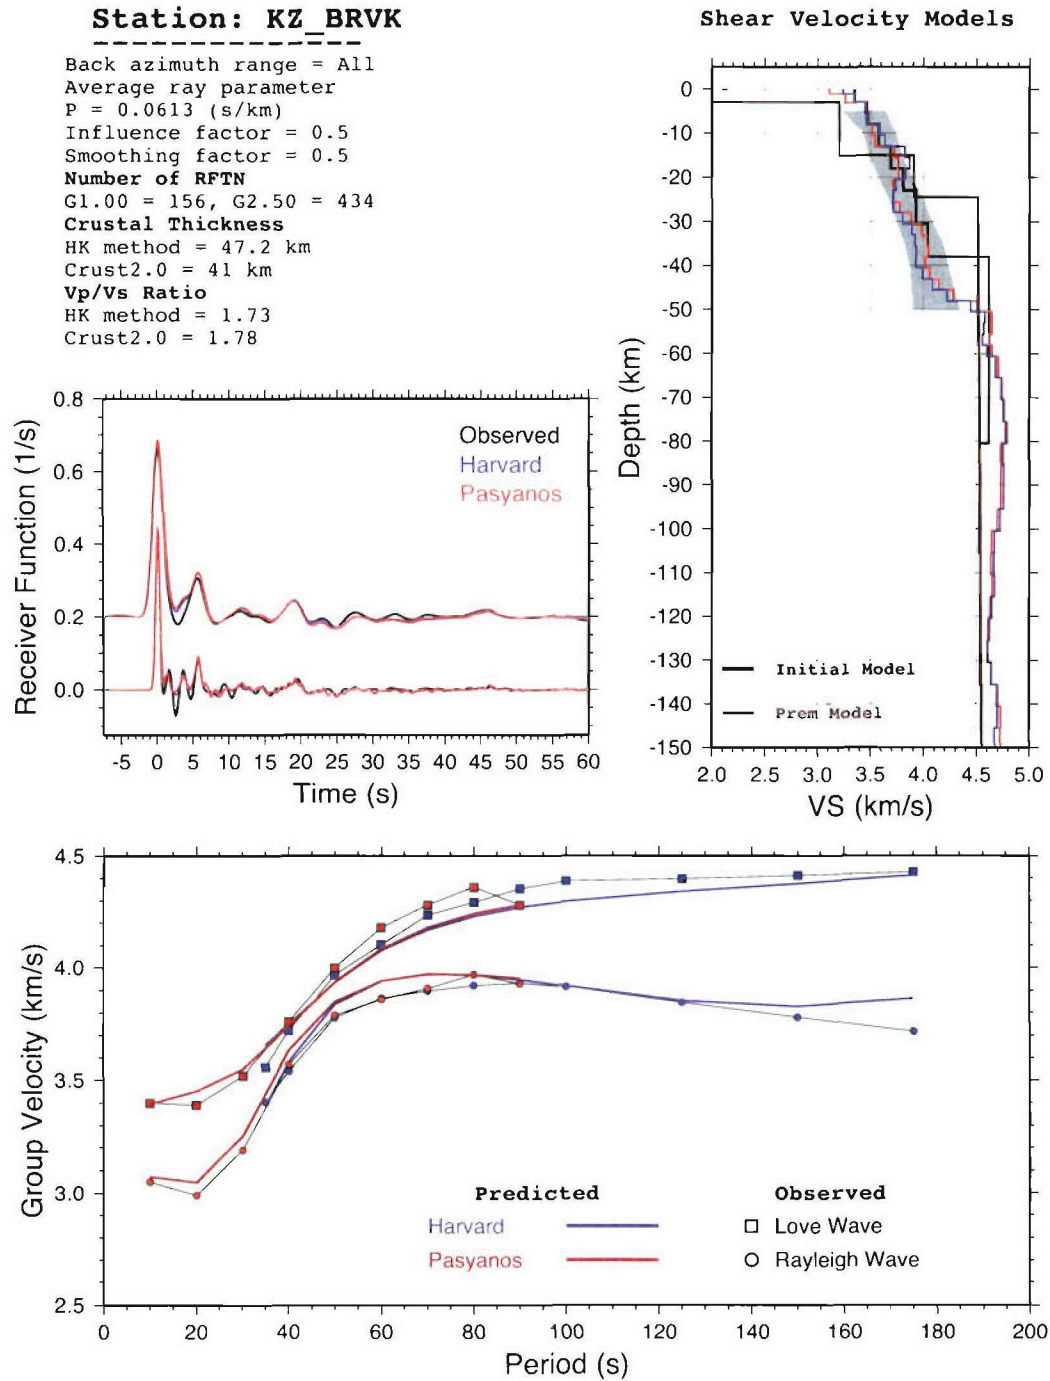 Station: KZ_BRVK
Back azimuth range = All
Average ray parameter
P = 0.0613 (s/km)
Influence factor = 0.5
Smoothing factor = 0.5
Number of RFTN
G1.00 = 156, G2.50 = 434
Crustal Thickness
HK method = 47.2 km
Crust2.0 = 41 km
Vp/Vs Ratio
HK method = 1.73
Crust2.0 = 1.78
Shear Velocity Models
0
-10
-20
-30
-40
-50
-60
-70
-80
-90
-100
-110
-120
-130
-140
-150
Depth (km)
Initial Model
Prem Model
2.0 2.5 3.0 3.5 4.0 4.5 5.0
VS (km/s)
0.8
0.6
0.4
0.2
0.0
Receiver Function (1/s)
Observed
Harvard
Pasyanos
-5 0 5 10 15 20 25 30 35 40 45 50 55 60
Time (s)
4.5
4.0
3.5
3.0
2.5
Group Velocity (km/s)
Predicted Observed
Harvard Love Wave
Pasyanos Rayleigh Wave
0 20 40 60 80 100 120 140 160 180 200
Period (s)